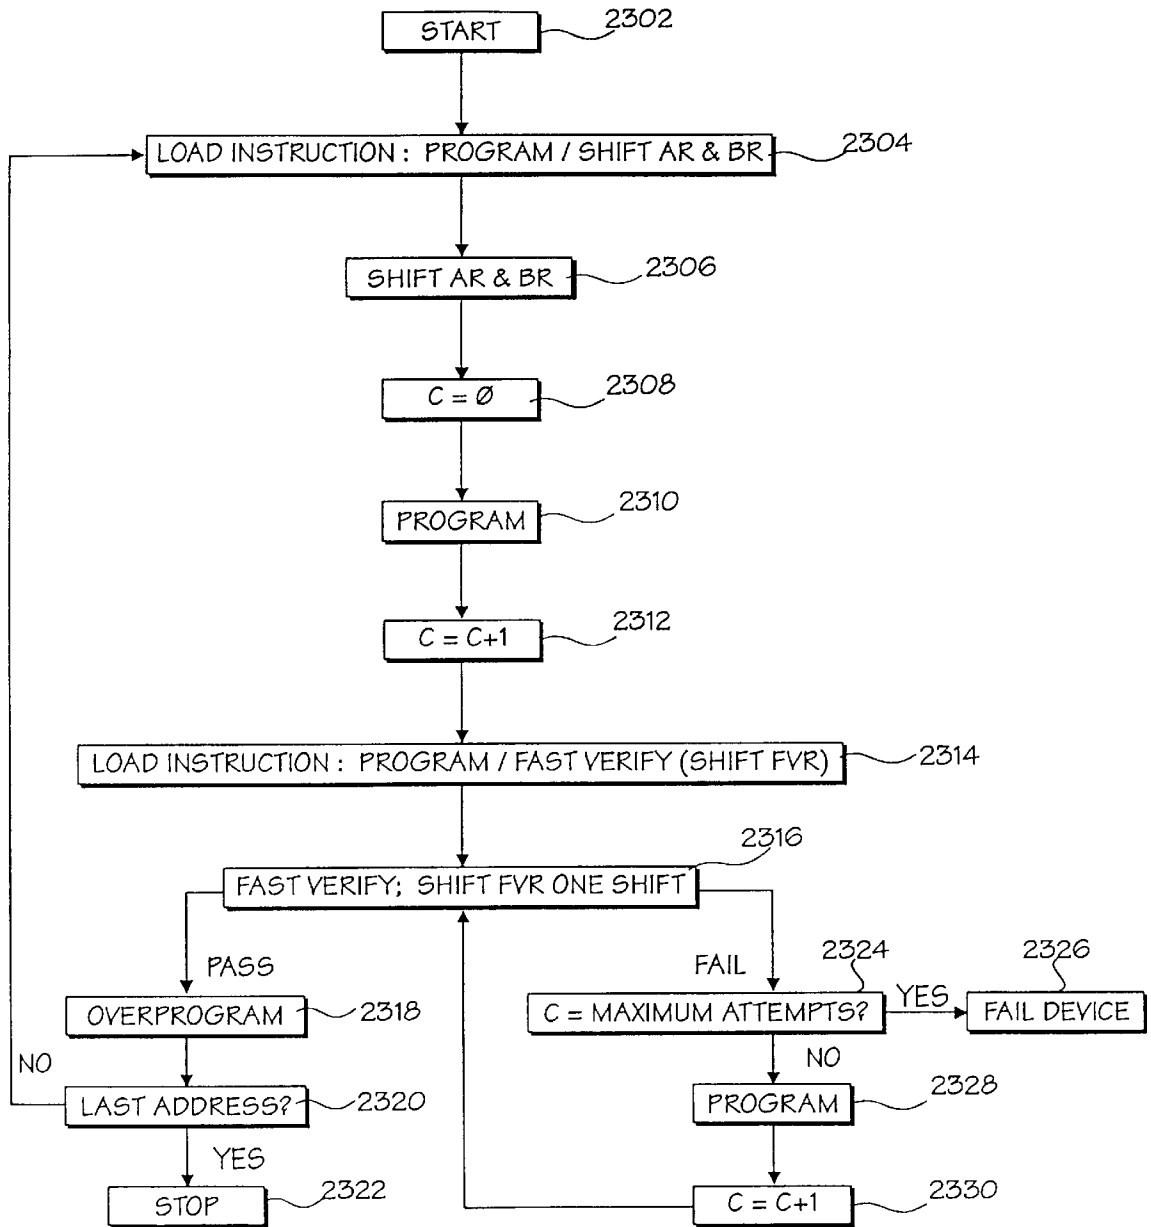 START
2302
LOAD INSTRUCTION : PROGRAM / SHIFT AR & BR
2304
SHIFT AR & BR
2306
C = Ø
2308
PROGRAM
2310
C = C+1
2312
LOAD INSTRUCTION : PROGRAM / FAST VERIFY (SHIFT FVR)
2314
FAST VERIFY; SHIFT FVR ONE SHIFT
2316
PASS
FAIL
OVERPROGRAM
2318
C = MAXIMUM ATTEMPTS?
2324
YES
FAIL DEVICE
2326
NO
NO
LAST ADDRESS?
2320
PROGRAM
2328
YES
STOP
2322
C = C+1
2330